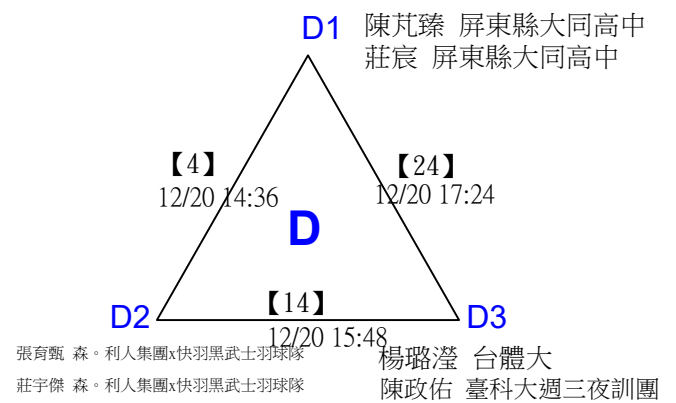 D1 陳芃臻 屏東縣大同高中
莊宸 屏東縣大同高中
【4】 【24】
12/20 14:36 12/20 17:24
D
【14】
D2 D3
12/20 15:48
張育甄 森。利人集團x快羽黑武士羽球隊 楊璐瀅 台體大
莊宇傑 森。利人集團x快羽黑武士羽球隊 陳政佑 臺科大週三夜訓團